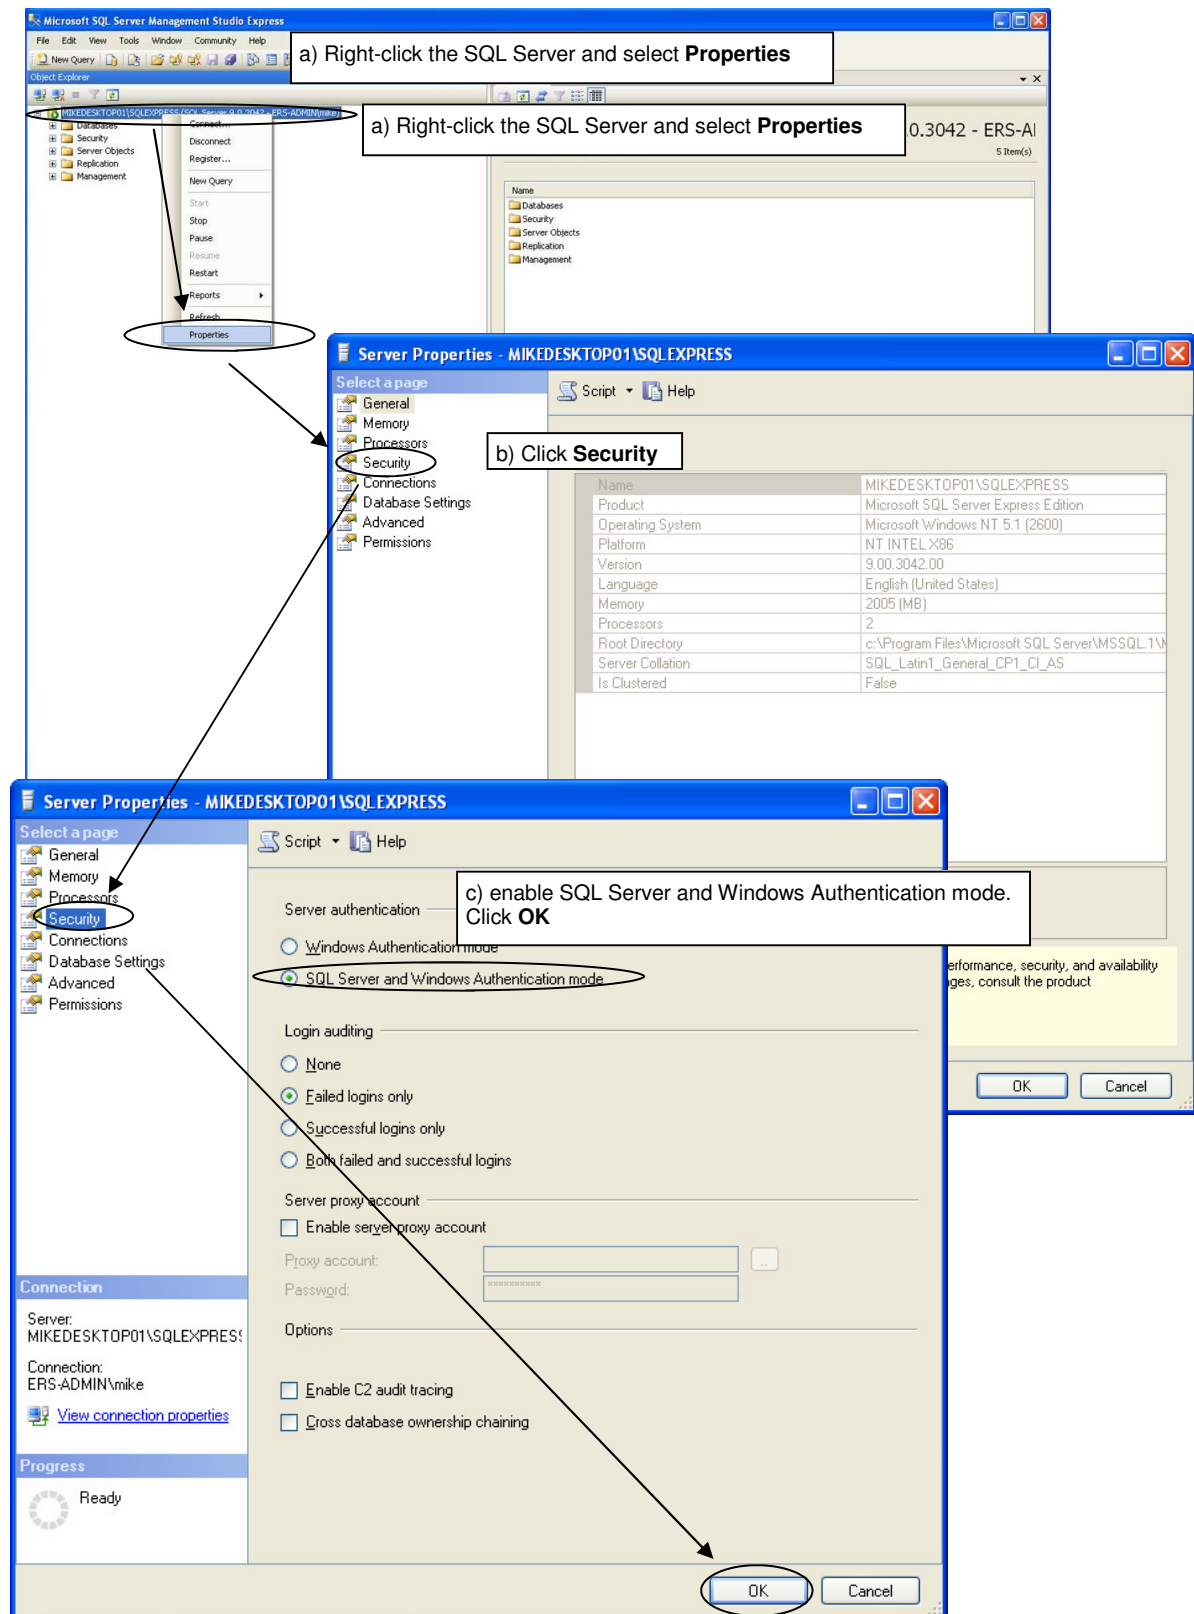 Microsoft SQL Server Management Studio Express
File Edit View Tools Window Community Help
New Query
a) Right-click the SQL Server and select Properties
Object Explorer
MIKEDESKTOP01\SQLEXPRESS (SQL Server 9.0.3042 - ERS-ADMIN\mike)
Databases
Security
Server Objects
Replication
Management
Connect...
Disconnect
Register...
New Query
Start
Stop
Pause
Resume
Restart
Reports
Refresh
Properties
a) Right-click the SQL Server and select Properties
.0.3042 - ERS-A
5 Item(s)
Name
Databases
Security
Server Objects
Replication
Management
Server Properties - MIKEDESKTOP01\SQLEXPRESS
Select a page
General
Memory
Processors
Security
Connections
Database Settings
Advanced
Permissions
Script Help
b) Click Security
Name MIKEDESKTOP01\SQLEXPRESS
Product Microsoft SQL Server Express Edition
Operating System Microsoft Windows NT 5.1 (2600)
Platform NT INTEL X86
Version 9.00.3042.00
Language English (United States)
Memory 2005 (MB)
Processors 2
Root Directory c:\Program Files\Microsoft SQL Server\MSSQL.1\M
Server Collation SQL_Latin1_General_CP1_CI_AS
Is Clustered False
erformance, security, and availability
ges, consult the product
OK Cancel
Server Properties - MIKEDESKTOP01\SQLEXPRESS
Select a page
General
Memory
Processors
Security
Connections
Database Settings
Advanced
Permissions
Script Help
c) enable SQL Server and Windows Authentication mode.
Click OK
Server authentication
Windows Authentication mode
SQL Server and Windows Authentication mode
Login auditing
None
Failed logins only
Successful logins only
Both failed and successful logins
Server proxy account
Enable server proxy account
Proxy account:
..
Password:
××××××××××
Options
Enable C2 audit tracing
Cross database ownership chaining
Connection
Server:
MIKEDESKTOP01\SQLEXPRESS
Connection:
ERS-ADMIN\mike
View connection properties
Progress
Ready
OK Cancel